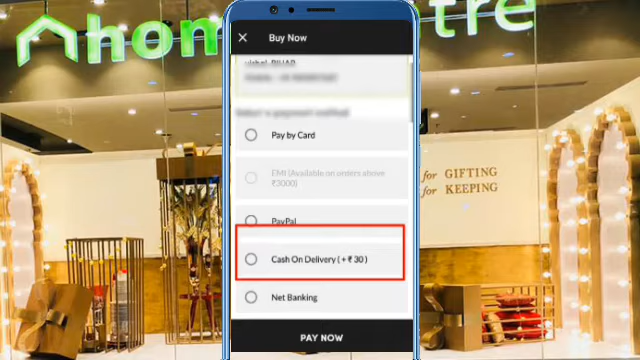 hom tre
Buy Now
Pay by Card
EMI (Available on orders above
₹3000)
PayPal
Cash On Delivery ( + ₹ 30 )
Net Banking
PAY NOW
for GIFTING
for KEEPING